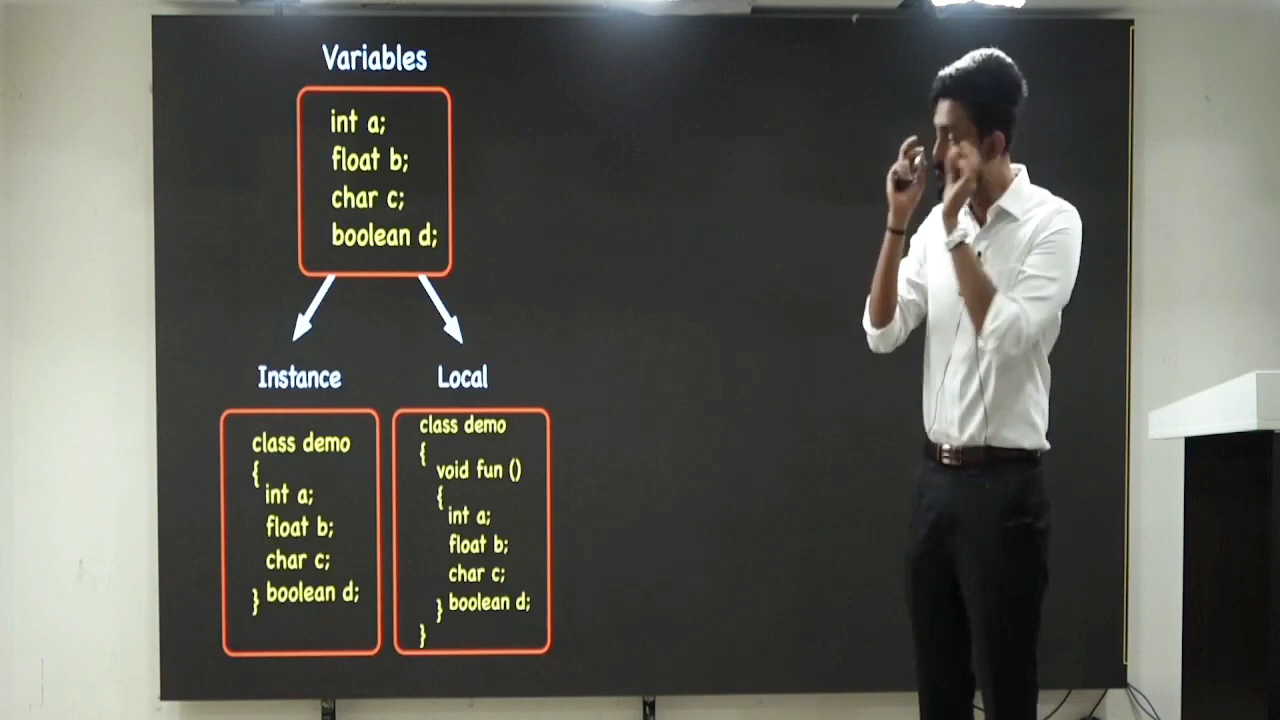 Variables
int a;
float b;
char c;
boolean d;
Instance
class demo
{
int a;
float b;
char c;
} boolean d;
Local
class demo
{
void fun ()
{
int a;
float b;
char c;
} boolean d;
}